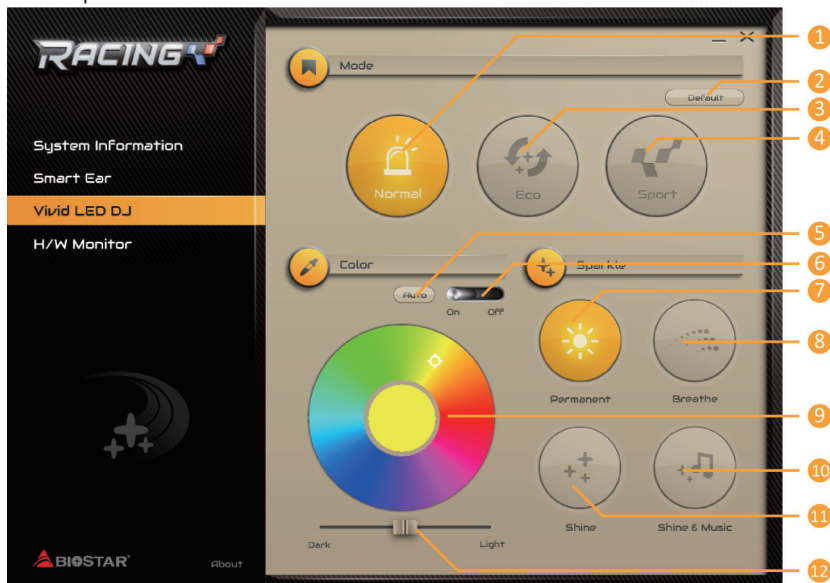 RACING
System Information
Smart Ear
Vivid LED DJ
H/W Monitor
BIOSTAR
About
Mode
Default
Normal
Eco
Sport
Color
Auto
On
Off
Sparkle
Permanent
Breathe
Shine
Shine & Music
Dark
Light
1
2
3
4
5
6
7
8
9
10
11
12